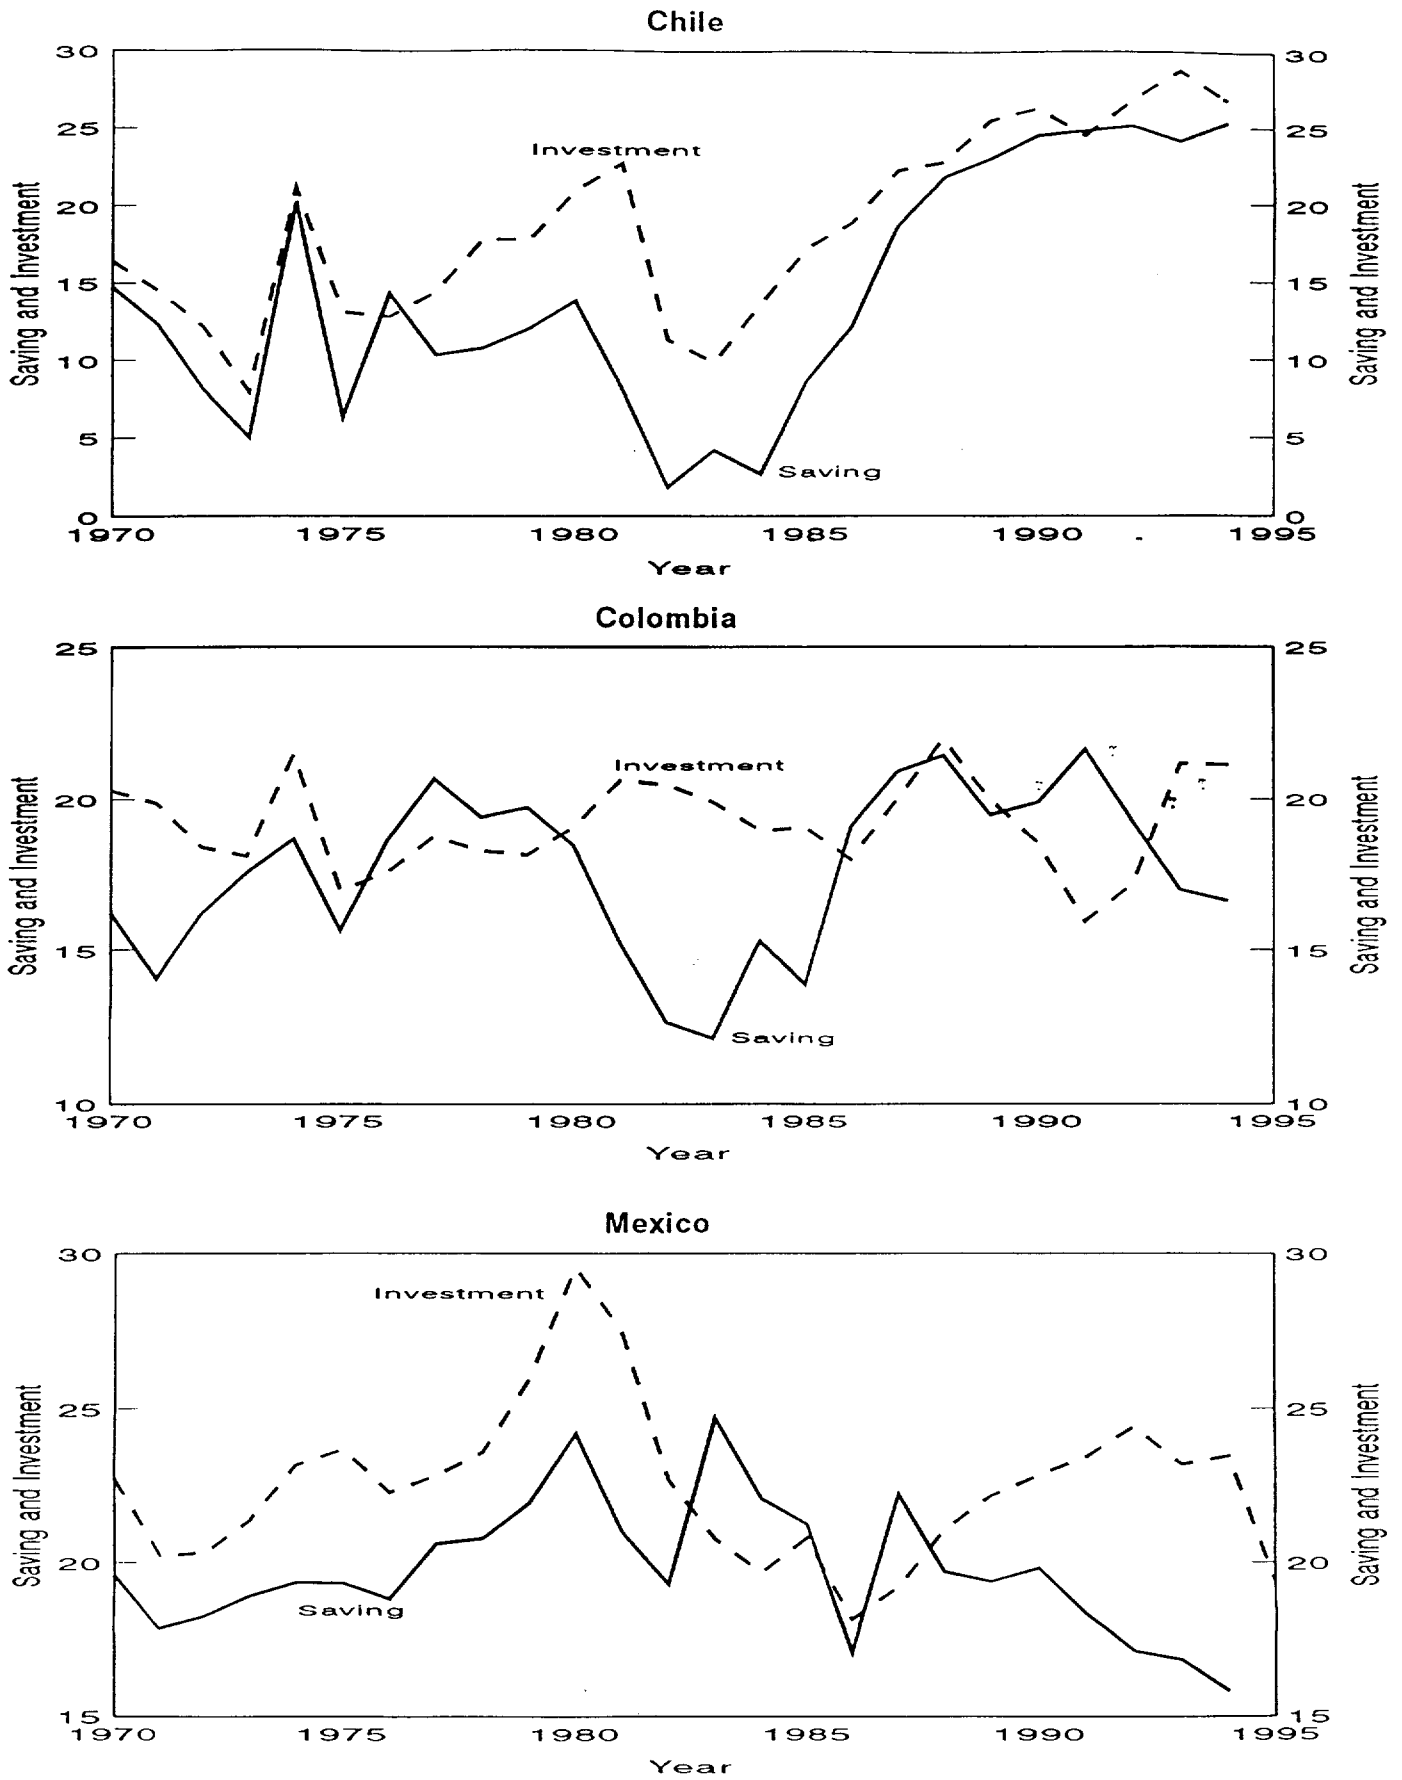 Chile
30 30
25 25
Investment
20 20
15 15
10 10
5 5
Saving
0 0
Saving and Investment
Saving and Investment
1970 1975 1980 1985 1990 1995
Year
Colombia
25 25
Investment
20 20
15 15
Saving
10 10
Saving and Investment
Saving and Investment
1970 1975 1980 1985 1990 1995
Year
Mexico
30 30
Investment
25 25
20 20
Saving
15 15
Saving and Investment
Saving and Investment
1970 1975 1980 1985 1990 1995
Year